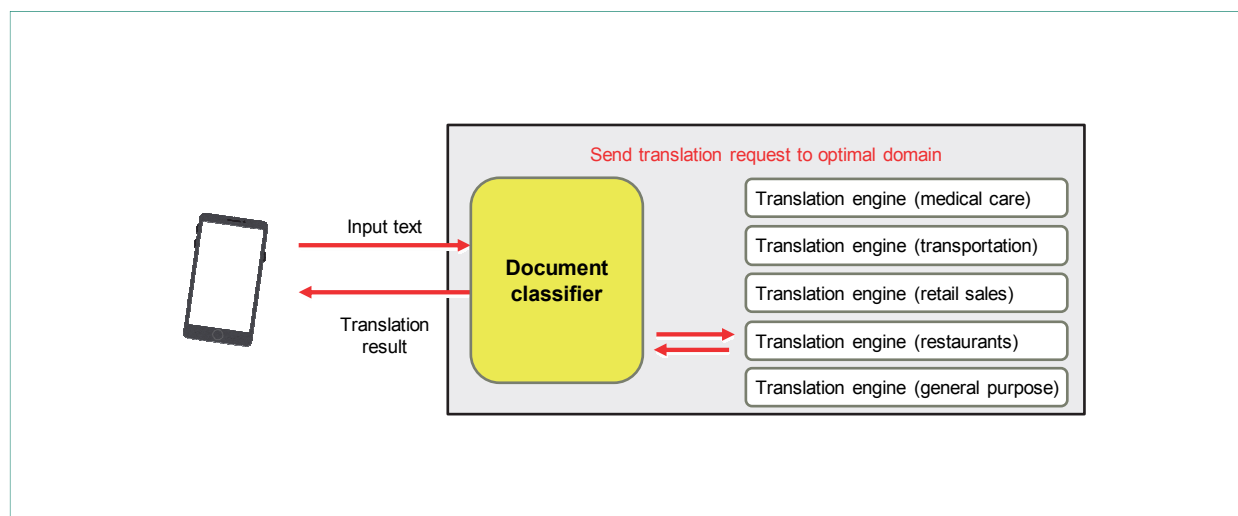 Send translation request to optimal domain
Input text
Translation
result
Document
classifier
Translation engine (medical care)
Translation engine (transportation)
Translation engine (retail sales)
Translation engine (restaurants)
Translation engine (general purpose)